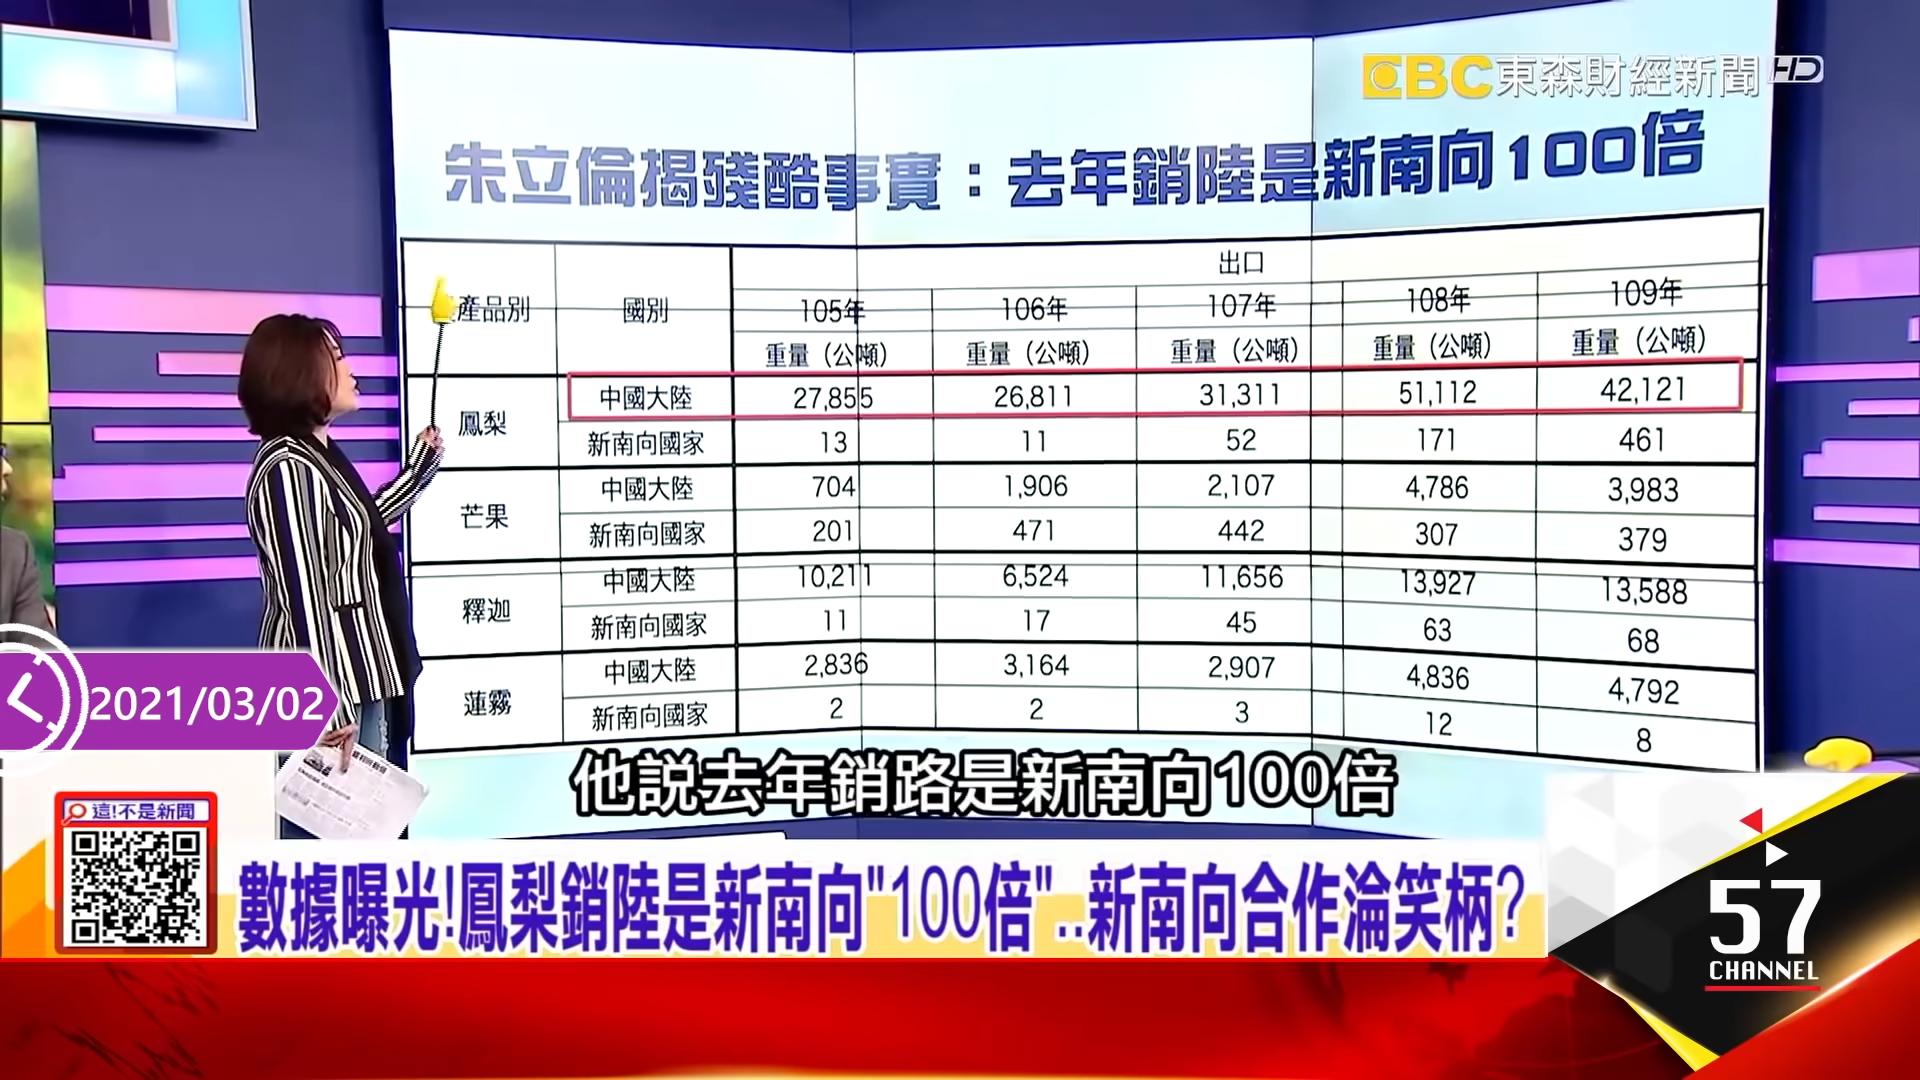 EBC東森財經新聞HD
朱立倫揭殘酷事實：去年銷陸是新南向100倍
產品別 國別 出口
105年 106年 107年 108年 109年
重量（公噸） 重量（公噸） 重量（公噸） 重量（公噸） 重量（公噸）
鳳梨 中國大陸 27,855 26,811 31,311 51,112 42,121
新南向國家 13 11 52 171 461
芒果 中國大陸 704 1,906 2,107 4,786 3,983
新南向國家 201 471 442 307 379
釋迦 中國大陸 10,211 6,524 11,656 13,927 13,588
新南向國家 11 17 45 63 68
蓮霧 中國大陸 2,836 3,164 2,907 4,836 4,792
新南向國家 2 2 3 12 8
2021/03/02
他説去年銷路是新南向100倍
這!不是新聞
數據曝光!鳳梨銷陸是新南向"100倍"..新南向合作淪笑柄?
57
CHANNEL